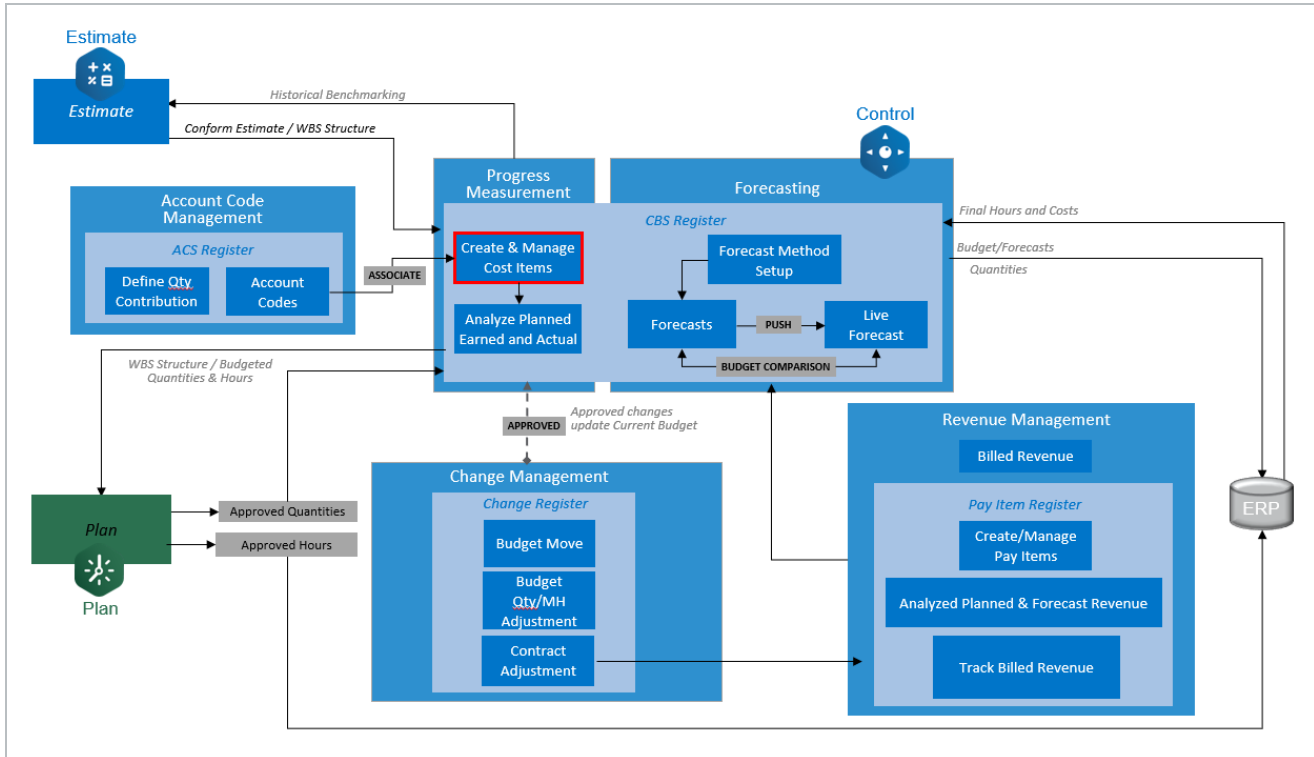 Estimate
Estimate
Historical Benchmarking
Conform Estimate / WBS Structure
Control
Progress
Measurement
Forecasting
Account Code
Management
ACS Register
Define Qty
Contribution
Account
Codes
ASSOCIATE
CBS Register
Create & Manage
Cost Items
Analyze Planned
Earned and Actual
Forecast Method
Setup
Forecasts
PUSH
Live
Forecast
BUDGET COMPARISON
Final Hours and Costs
Budget/Forecasts
Quantities
WBS Structure / Budgeted
Quantities & Hours
APPROVED
Approved changes
update Current Budget
Change Management
Change Register
Budget Move
Budget
Qty/MH
Adjustment
Contract
Adjustment
Revenue Management
Billed Revenue
Pay Item Register
Create/Manage
Pay Items
Analyzed Planned & Forecast Revenue
Track Billed Revenue
ERP
Plan
Plan
Approved Quantities
Approved Hours